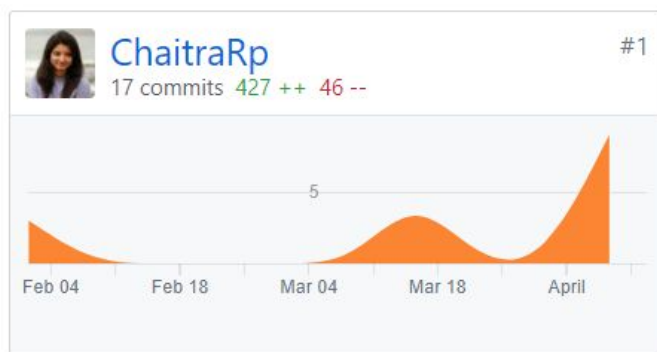 ChaitraRp #1
17 commits 427 ++ 46 --
5
Feb 04 Feb 18 Mar 04 Mar 18 April